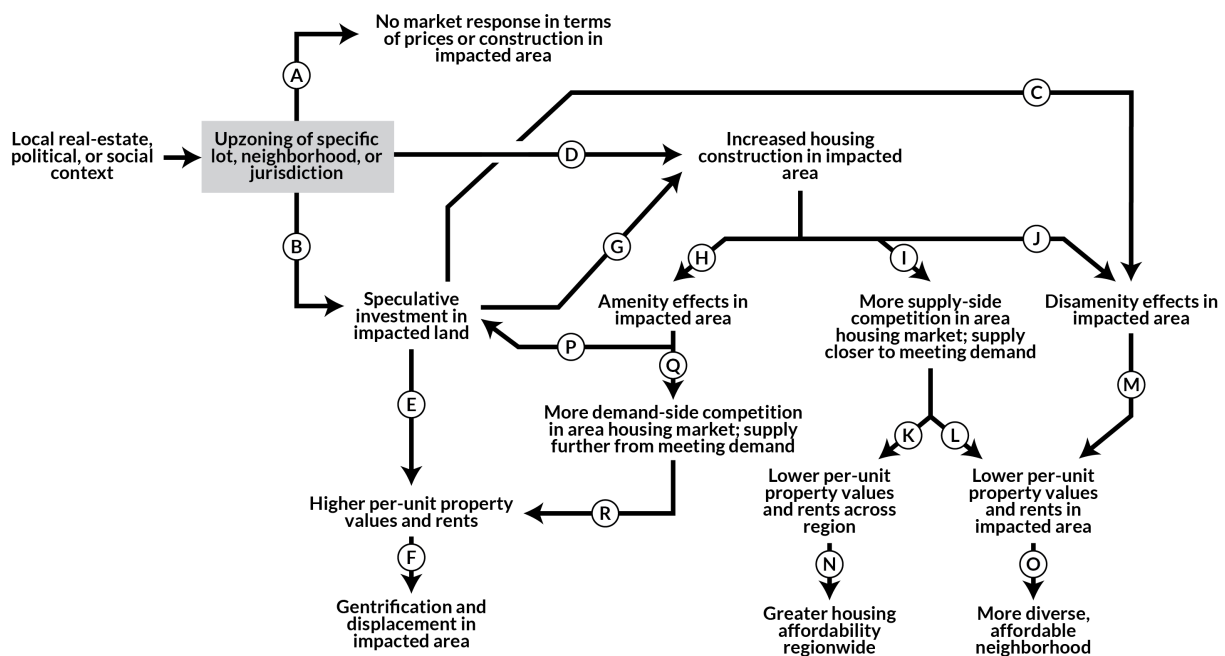 No market response in terms
of prices or construction in
impacted area
A
C
Local real-estate,
political, or social
context
Upzoning of specific
lot, neighborhood, or
jurisdiction
D
Increased housing
construction in impacted
area
B
G
H
I
J
Speculative
investment in
impacted land
Amenity effects in
impacted area
More supply-side
competition in area
housing market; supply
closer to meeting demand
Disamenity effects in
impacted area
P
Q
E
M
More demand-side competition
in area housing market; supply
further from meeting demand
K
L
Higher per-unit property
values and rents
R
Lower per-unit
property values
and rents across
region
Lower per-unit
property values
and rents in
impacted area
F
N
O
Gentrification and
displacement in
impacted area
Greater housing
affordability
regionwide
More diverse,
affordable
neighborhood